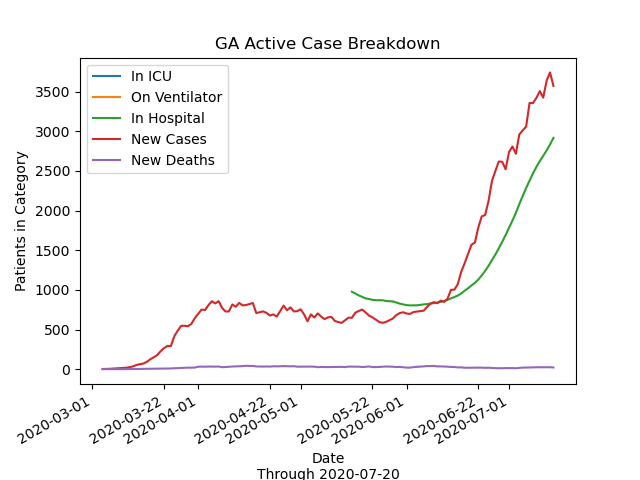 GA Active Case Breakdown
In ICU
On Ventilator
In Hospital
New Cases
New Deaths
Patients in Category
3500
3000
2500
2000
1500
1000
500
0
2020-03-01
2020-03-22
2020-04-01
2020-04-22
2020-05-01
2020-05-22
2020-06-01
2020-06-22
2020-07-01
Date
Through 2020-07-20